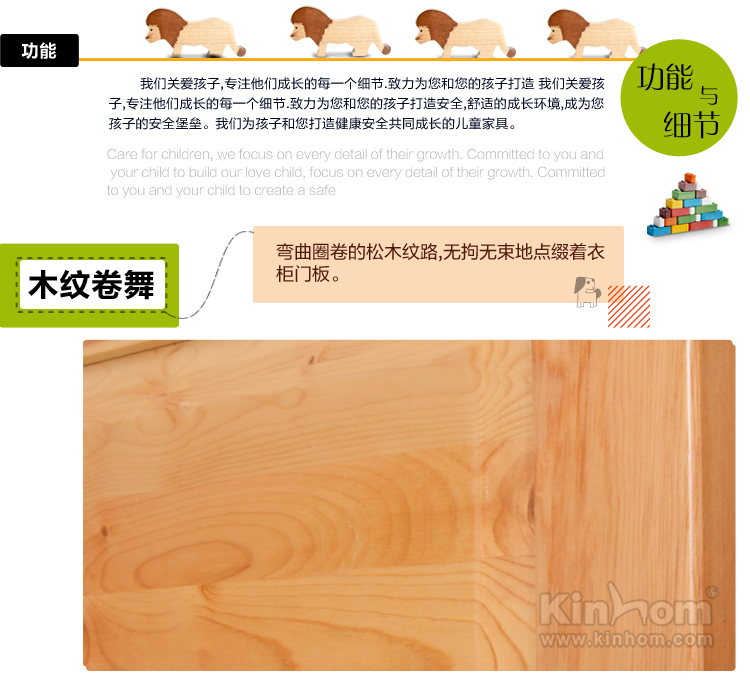 功能
我们关爱孩子,专注他们成长的每一个细节.致力为您和您的孩子打造 我们关爱孩
子,专注他们成长的每一个细节.致力为您和您的孩子打造安全,舒适的成长环境,成为您
孩子的安全堡垒。我们为孩子和您打造健康安全共同成长的儿童家具。
功能
与
细节
Care for children, we focus on every detail of their growth. Committed to you and
your child to build our love child, focus on every detail of their growth. Committed
to you and your child to create a safe
弯曲圈卷的松木纹路,无拘无束地点缀着衣
柜门板。
木纹卷舞
Kinhom
www.kinhom.com